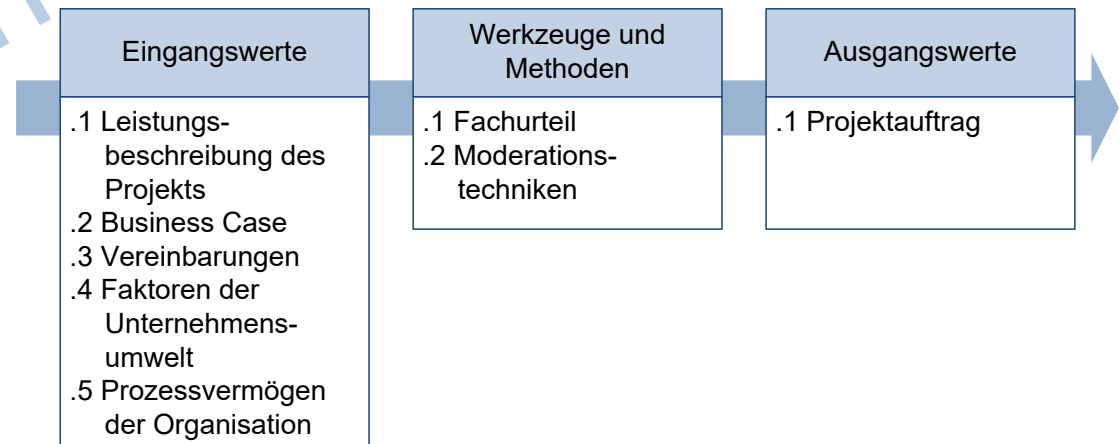 Eingangswerte
.1 Leistungs-
beschreibung des
Projekts
.2 Business Case
.3 Vereinbarungen
.4 Faktoren der
Unternehmens-
umwelt
.5 Prozessvermögen
der Organisation
Werkzeuge und
Methoden
.1 Fachurteil
.2 Moderations-
techniken
Ausgangswerte
.1 Projektauftrag